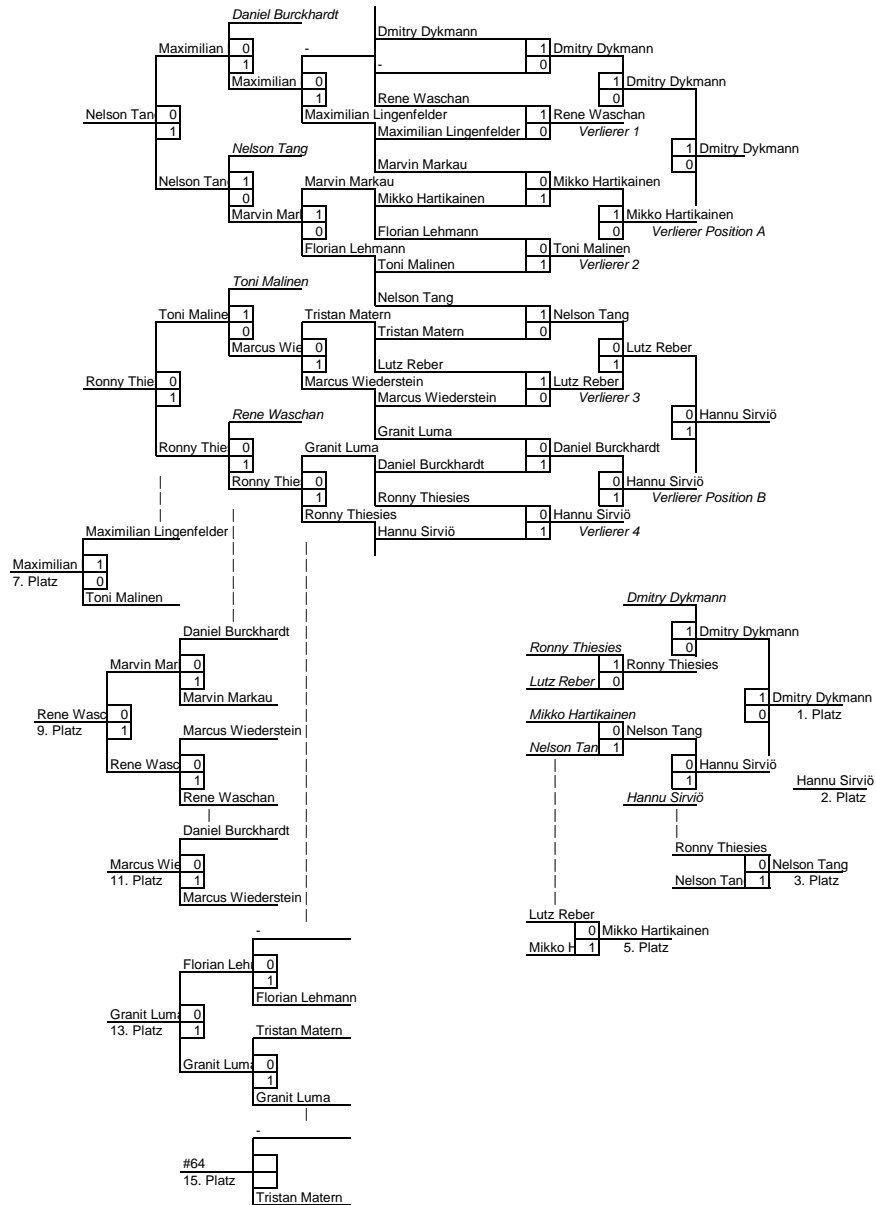 Daniel Burckhardt
Dmitry Dykmann
Maximilian 0 - 1 Dmitry Dykmann
1 - 0
Maximilian 0 1 Dmitry Dykmann
1 Rene Waschan 0
Nelson Tan 0 Maximilian Lingenfelder 1 Rene Waschan
1 Maximilian Lingenfelder 0 Verlierer 1
Nelson Tang 1 Dmitry Dykmann
Marvin Markau 0
Nelson Tan 1 Marvin Markau 0 Mikko Hartikainen
0 Mikko Hartikainen 1
Marvin Mar 1 1 Mikko Hartikainen
0 Florian Lehmann 0 Verlierer Position A
Florian Lehmann 0 Toni Malinen
Toni Malinen 1 Verlierer 2
Toni Malinen
Nelson Tang
Toni Maline 1 Tristan Matern 1 Nelson Tang
0 Tristan Matern 0
Marcus Wie 0 0 Lutz Reber
1 Lutz Reber 1
Ronny Thie 0 Marcus Wiederstein 1 Lutz Reber
1 Marcus Wiederstein 0 Verlierer 3
Rene Waschan 0 Hannu Sirviö
Granit Luma 1
Ronny Thie 0 Granit Luma 0 Daniel Burckhardt
1 Daniel Burckhardt 1
Ronny Thie 0 0 Hannu Sirviö
1 Ronny Thiesies 1 Verlierer Position B
Ronny Thiesies 0 Hannu Sirviö
Maximilian Lingenfelder Hannu Sirviö 1 Verlierer 4
Maximilian 1
7. Platz 0
Toni Malinen
Dmitry Dykmann
Daniel Burckhardt 1 Dmitry Dykmann
Ronny Thiesies 0
Marvin Mar 0 1 Ronny Thiesies
1 Lutz Reber 0
Marvin Markau 1 Dmitry Dykmann
Rene Wasc 0 Mikko Hartikainen 0 1. Platz
9. Platz 1 Marcus Wiederstein 0 Nelson Tang
Nelson Tan 1
Rene Wasc 0 0 Hannu Sirviö
1 1 Hannu Sirviö
Rene Waschan Hannu Sirviö 2. Platz
Daniel Burckhardt
Ronny Thiesies
Marcus Wie 0 0 Nelson Tang
11. Platz 1 Nelson Tan 1 3. Platz
Marcus Wiederstein
Lutz Reber
- 0 Mikko Hartikainen
Mikko H 1 5. Platz
Florian Leh 0
1
Florian Lehmann
Granit Luma 0
13. Platz 1 Tristan Matern
Granit Luma 0
1
Granit Luma
-
#64
15. Platz
Tristan Matern